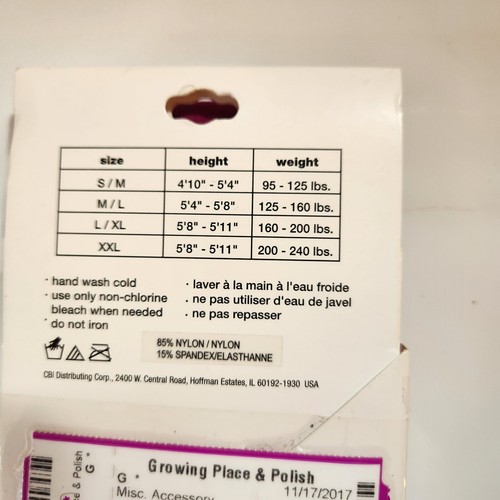 size height weight
S / M 4'10" - 5'4" 95 - 125 lbs.
M / L 5'4" - 5'8" 125 - 160 lbs.
L / XL 5'8" - 5'11" 160 - 200 lbs.
XXL 5'8" - 5'11" 200 - 240 lbs.
· hand wash cold
· use only non-chlorine
bleach when needed
· do not iron
· laver à la main à l'eau froide
· ne pas utiliser d'eau de javel
· ne pas repasser
85% NYLON / NYLON
15% SPANDEX/ELASTHANNE
CBI Distributing Corp., 2400 W. Central Road, Hoffman Estates, IL 60192-1930 USA
Growing Place & Polish
G *
Misc. Accessory
11/17/2017
e & Polish
G *